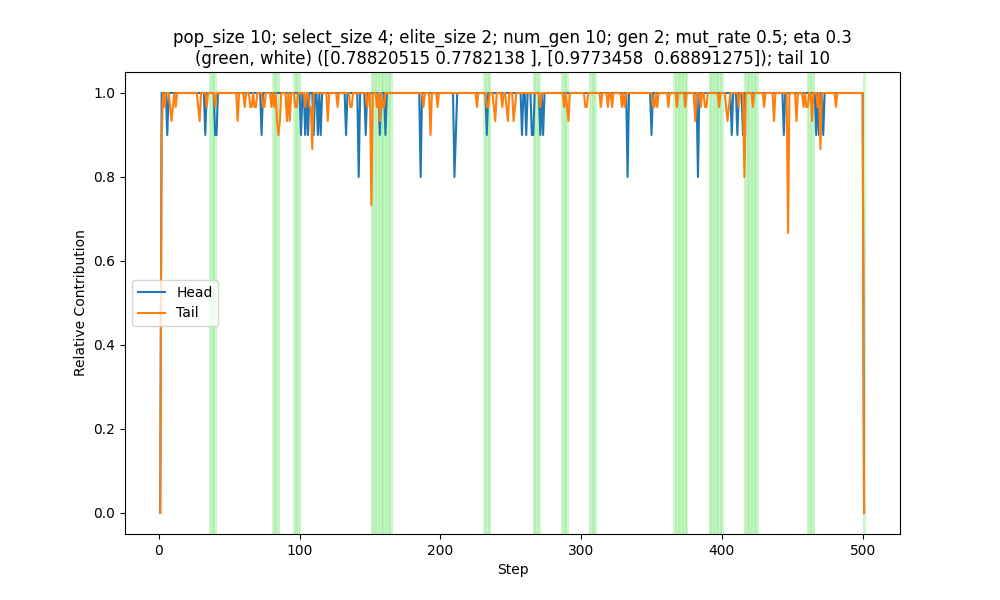 pop_size 10; select_size 4; elite_size 2; num_gen 10; gen 2; mut_rate 0.5; eta 0.3
(green, white) ([0.78820515 0.7782138 ], [0.9773458  0.68891275]); tail 10
1.0
0.8
0.6
0.4
0.2
0.0
Relative Contribution
Head
Tail
0 100 200 300 400 500
Step